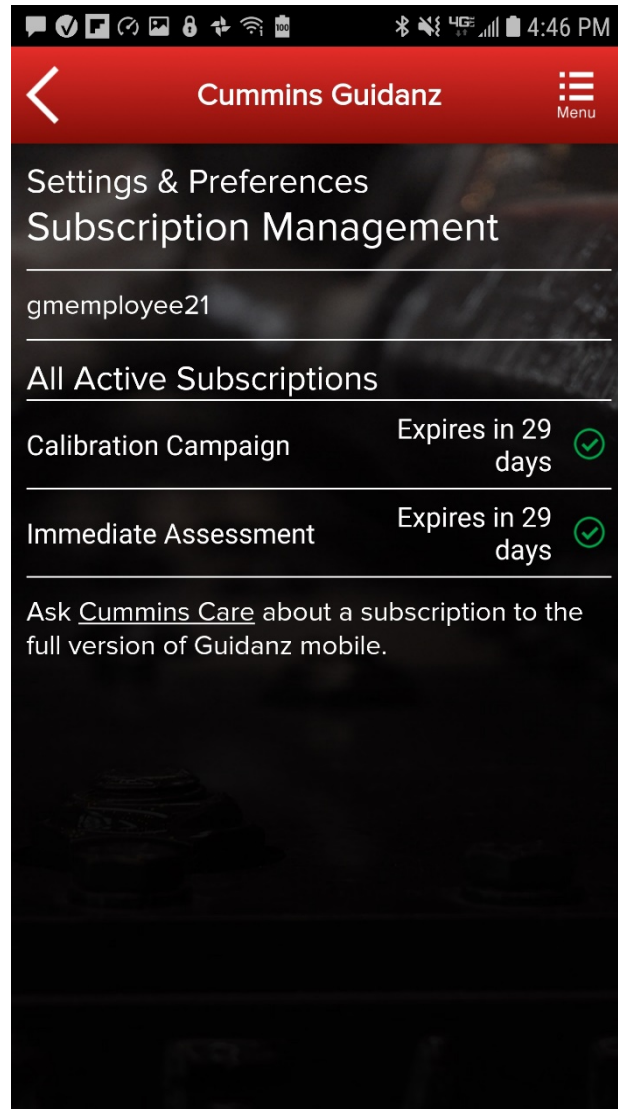 100 4GE 4:46 PM
Cummins Guidanz
Menu
Settings & Preferences
Subscription Management
gmemployee21
All Active Subscriptions
Calibration Campaign Expires in 29
days
Immediate Assessment Expires in 29
days
Ask Cummins Care about a subscription to the
full version of Guidanz mobile.